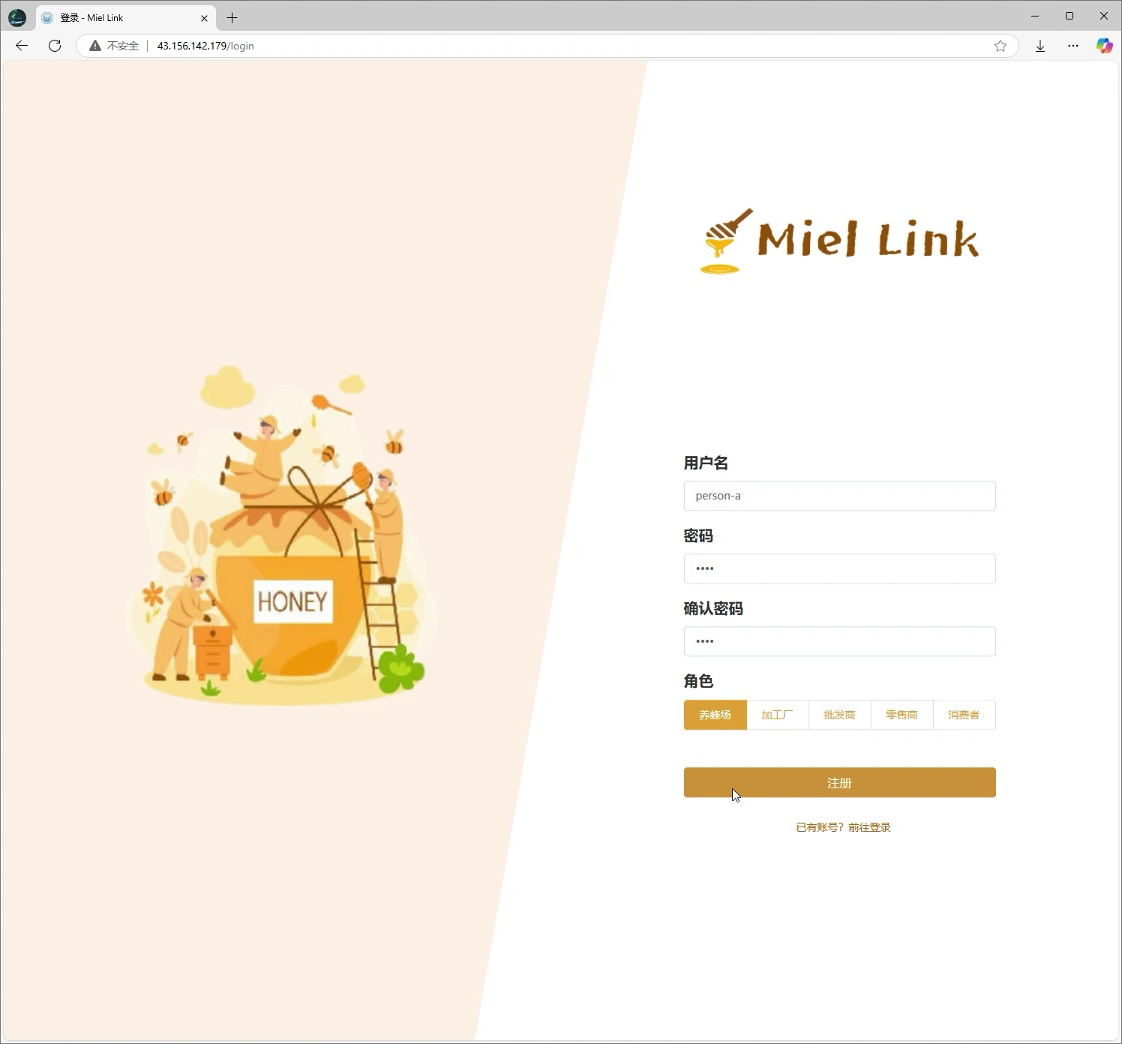 登录 - Miel Link
不安全
43.156.142.179/login
Miel Link
HONEY
用户名
person-a
密码
••••
确认密码
••••
角色
养蜂场 加工厂 批发商 零售商 消费者
注册
已有账号？前往登录